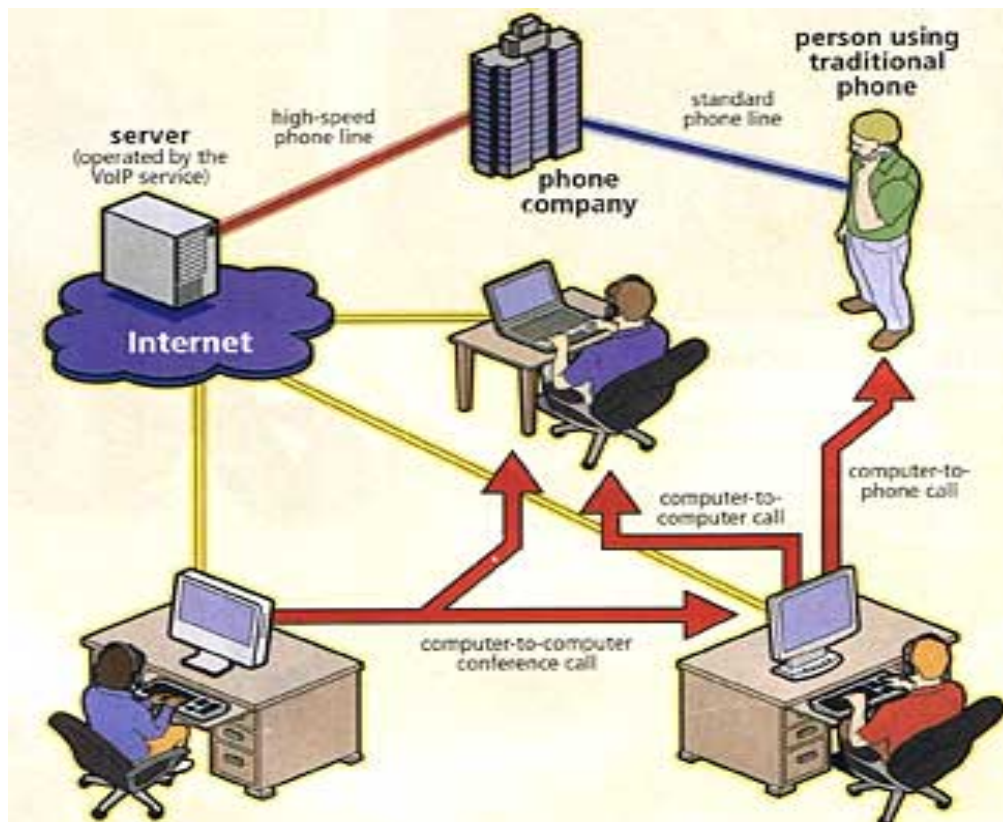 person using
traditional
phone
high-speed
phone line
standard
phone line
server
(operated by the
VoIP service)
phone
company
Internet
computer-to-
phone call
computer-to-
computer call
computer-to-computer
conference call